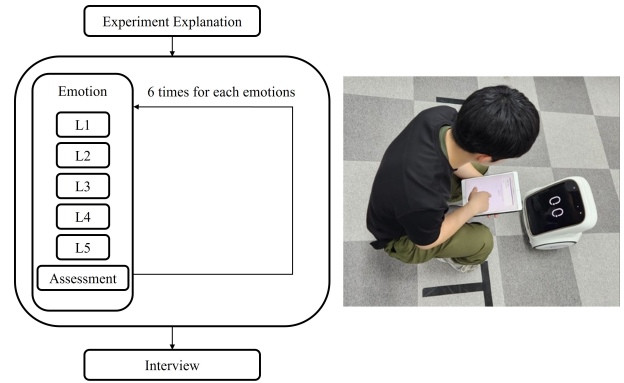 Experiment Explanation
Emotion
6 times for each emotions
L1
L2
L3
L4
L5
Assessment
Interview